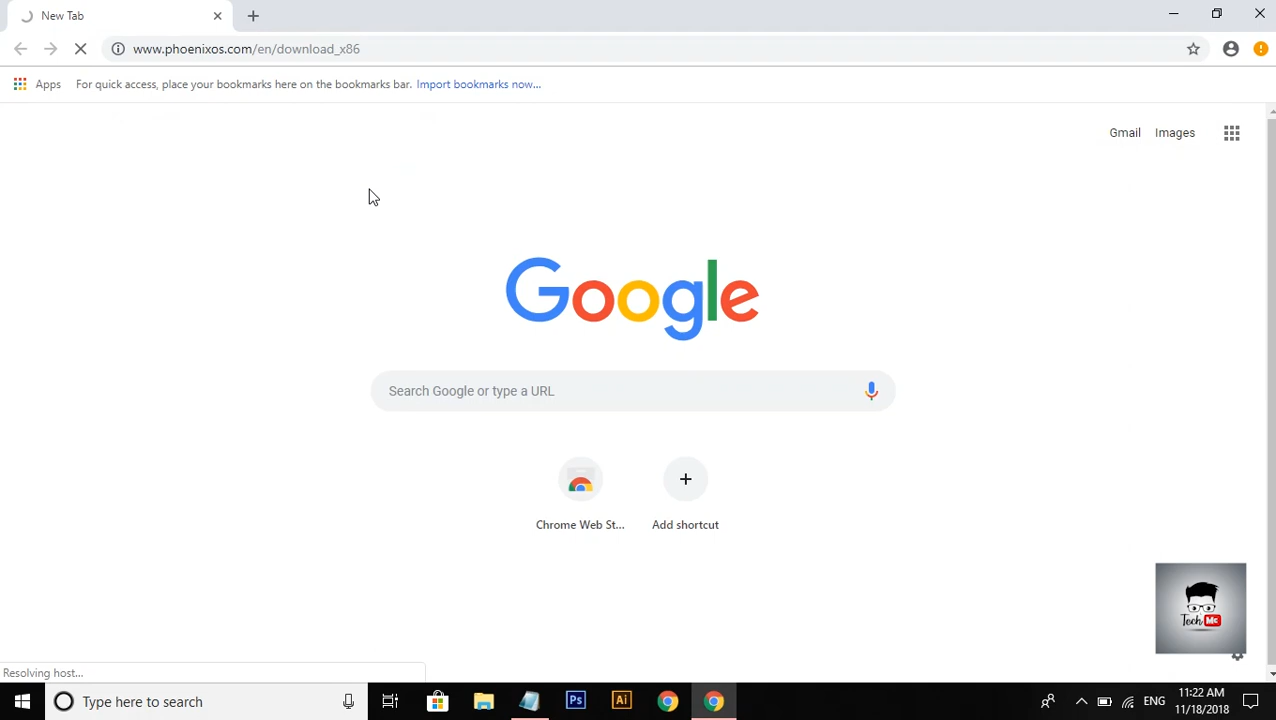 New Tab
www.phoenixos.com/en/download_x86
Apps For quick access, place your bookmarks here on the bookmarks bar. Import bookmarks now...
Gmail Images
Google
Search Google or type a URL
Chrome Web St... Add shortcut
Tech Mc
Resolving host...
Type here to search
Ps Ai
ENG
11:22 AM
11/18/2018